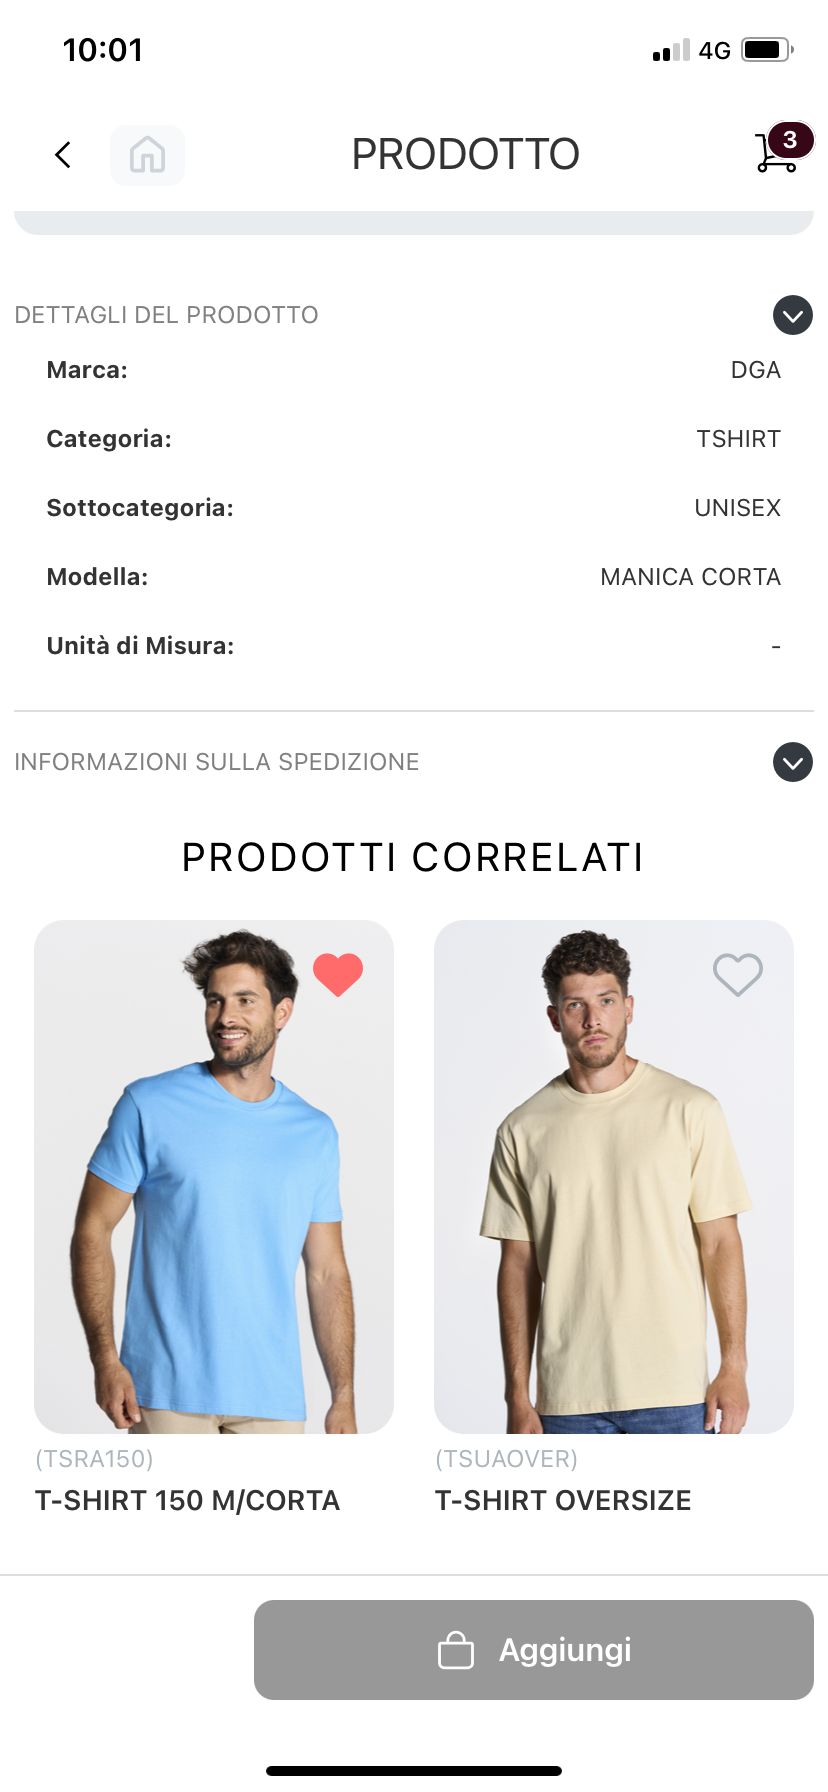 10:01
4G
PRODOTTO
3
DETTAGLI DEL PRODOTTO
Marca: DGA
Categoria: TSHIRT
Sottocategoria: UNISEX
Modella: MANICA CORTA
Unità di Misura: -
INFORMAZIONI SULLA SPEDIZIONE
PRODOTTI CORRELATI
(TSRA150)
T-SHIRT 150 M/CORTA
(TSUAOVER)
T-SHIRT OVERSIZE
Aggiungi